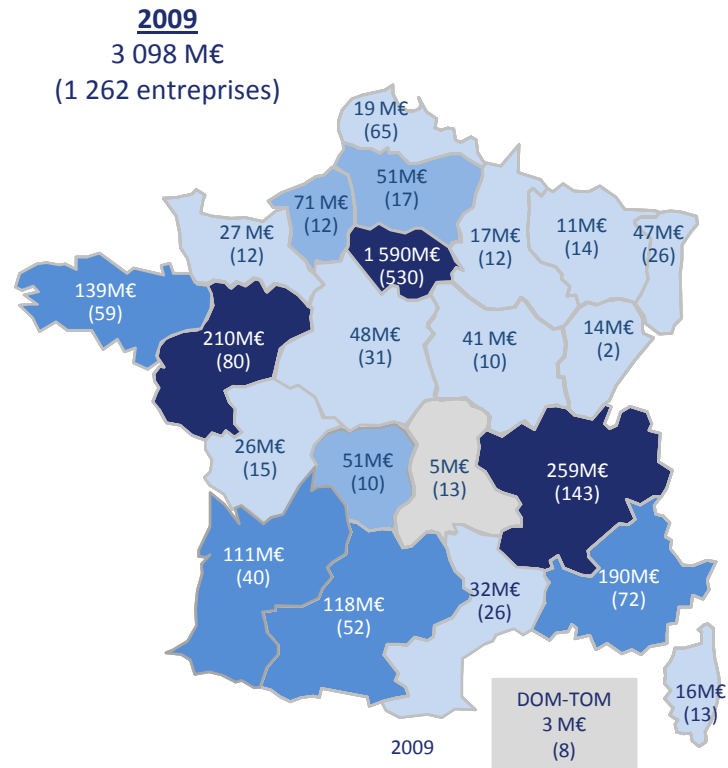 2009
3 098 M€
(1 262 entreprises)
19 M€
(65)
51M€
(17)
71 M€
(12)
27 M€
(12)
1 590M€
(530)
17M€
(12)
11M€
(14)
47M€
(26)
139M€
(59)
210M€
(80)
48M€
(31)
41 M€
(10)
14M€
(2)
26M€
(15)
51M€
(10)
5M€
(13)
259M€
(143)
111M€
(40)
118M€
(52)
32M€
(26)
190M€
(72)
16M€
(13)
DOM-TOM
3 M€
(8)
2009